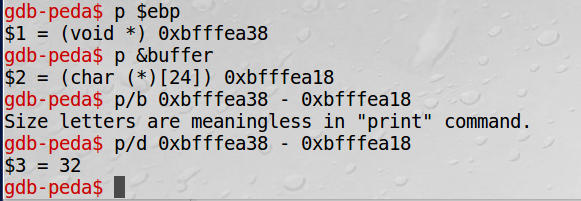 gdb-peda$ p $ebp
$1 = (void *) 0xbfffea38
gdb-peda$ p &buffer
$2 = (char (*)[24]) 0xbfffea18
gdb-peda$ p/b 0xbfffea38 - 0xbfffea18
Size letters are meaningless in "print" command.
gdb-peda$ p/d 0xbfffea38 - 0xbfffea18
$3 = 32
gdb-peda$